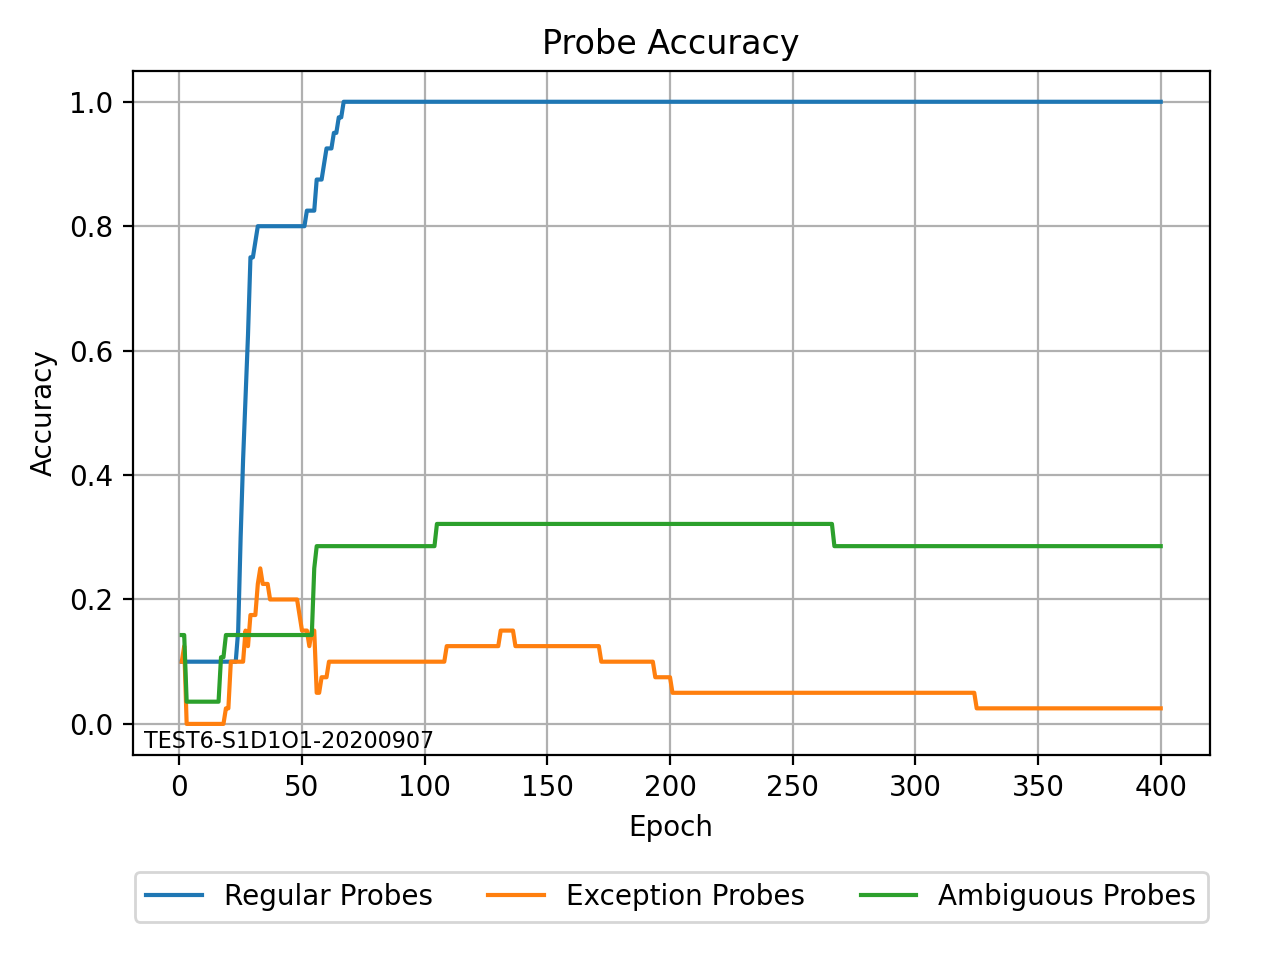 Probe Accuracy
Accuracy
1.0
0.8
0.6
0.4
0.2
0.0
TEST6-S1D1O1-20200907
0 50 100 150 200 250 300 350 400
Epoch
Regular Probes Exception Probes Ambiguous Probes